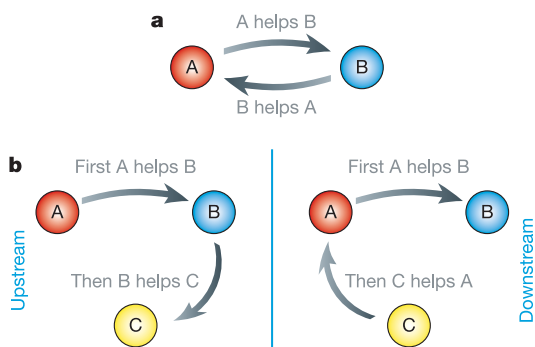 a
A helps B
A
B
B helps A
b
Upstream
First A helps B
A
B
Then B helps C
C
First A helps B
A
B
Then C helps A
C
Downstream